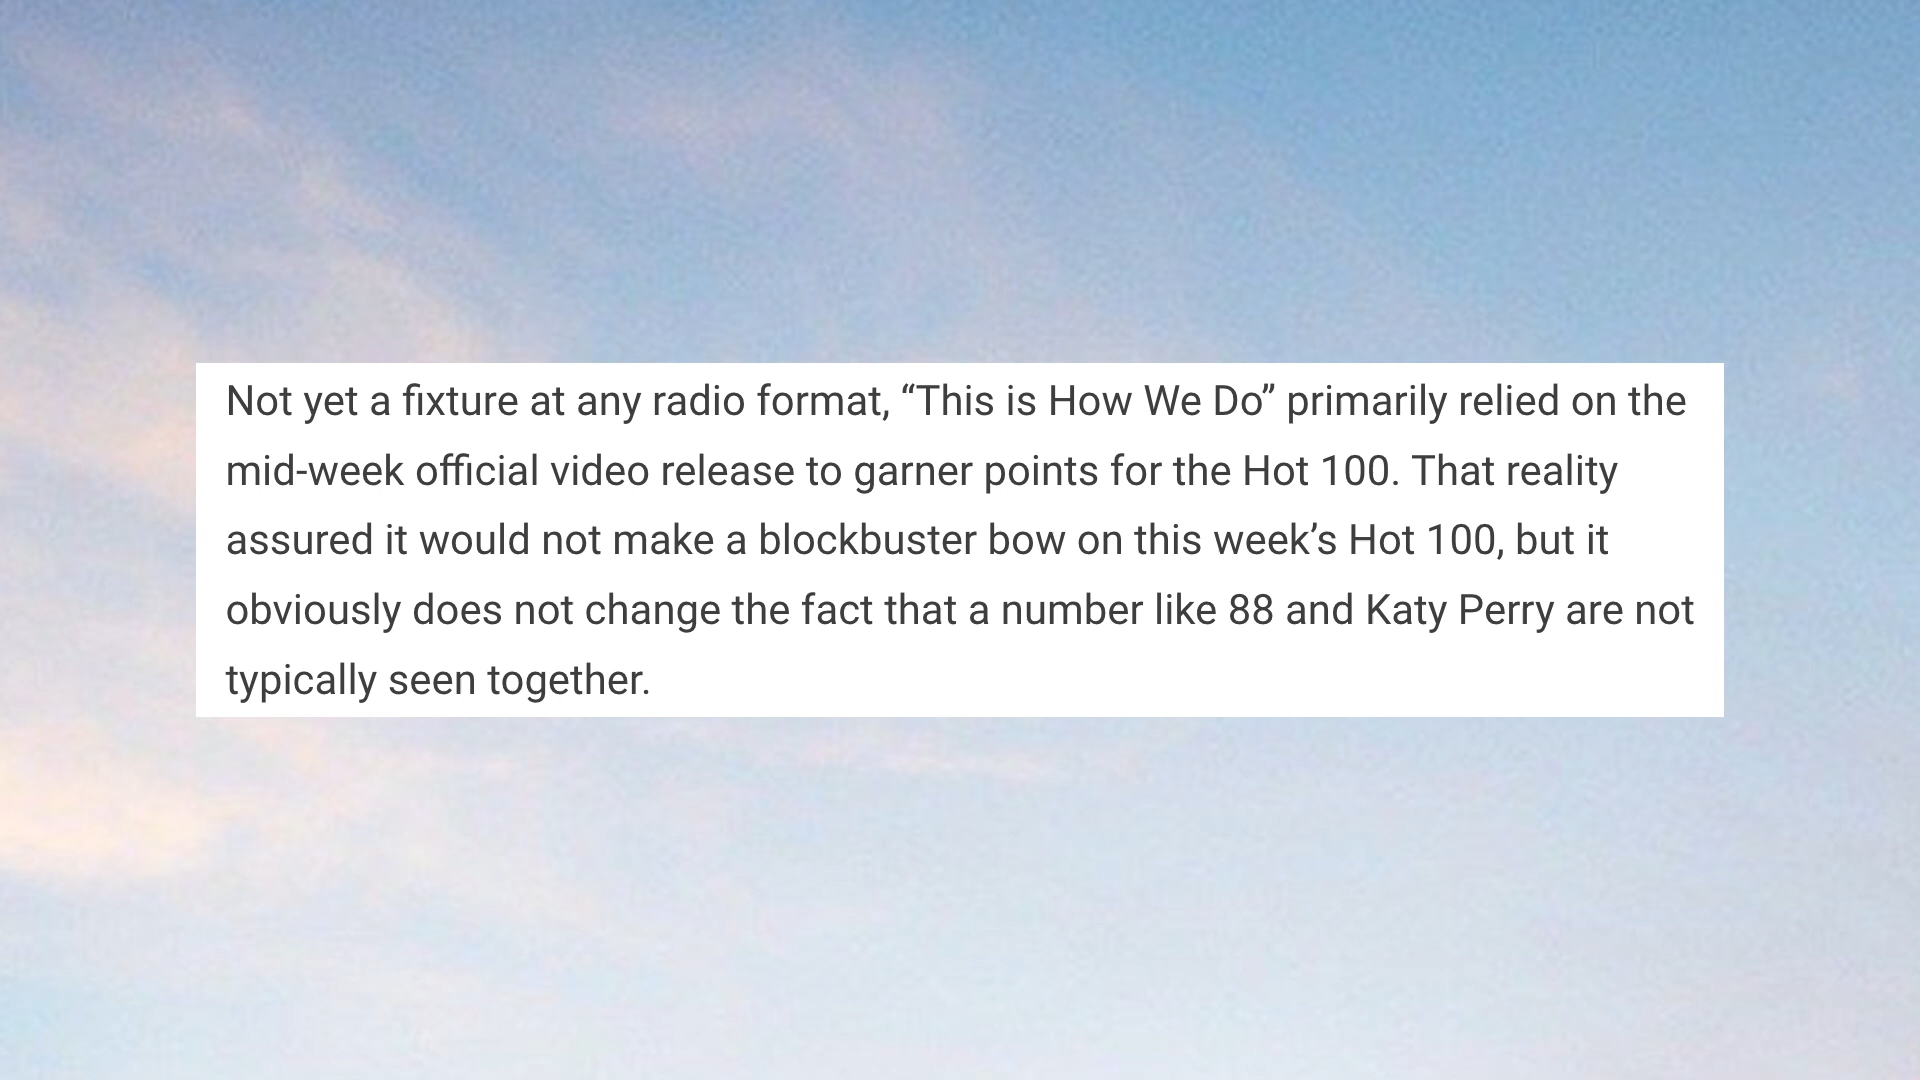 Not yet a fixture at any radio format, “This is How We Do” primarily relied on the
mid-week official video release to garner points for the Hot 100. That reality
assured it would not make a blockbuster bow on this week’s Hot 100, but it
obviously does not change the fact that a number like 88 and Katy Perry are not
typically seen together.